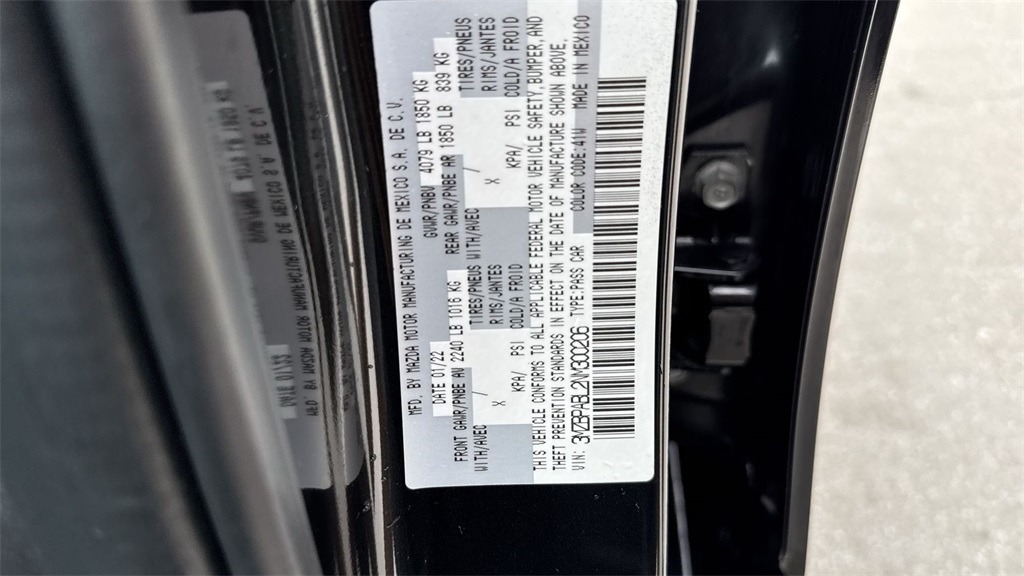 MFD. BY MAZDA MOTOR MANUFACTURING DE MEXICO S.A. DE C.V.
DATE 01/22 GVWR/PNBV 4079 LB 1850 KG
FRONT GAWR/PNBE AV 2240 LB 1016 KG REAR GAWR/PNBE AR 1850 LB 839 KG
WITH/AVEC / TIRES/PNEUS WITH/AVEC / TIRES/PNEUS
X RIMS/JANTES X RIMS/JANTES
KPA/ PSI COLD/A FROID KPA/ PSI COLD/A FROID
THIS VEHICLE CONFORMS TO ALL APPLICABLE FEDERAL MOTOR VEHICLE SAFETY, BUMPER, AND
THEFT PREVENTION STANDARDS IN EFFECT ON THE DATE OF MANUFACTURE SHOWN ABOVE.
VIN: 3MZBPABL2NM300206 TYPE:PASS CAR COLOR CODE:41W MADE IN MEXICO